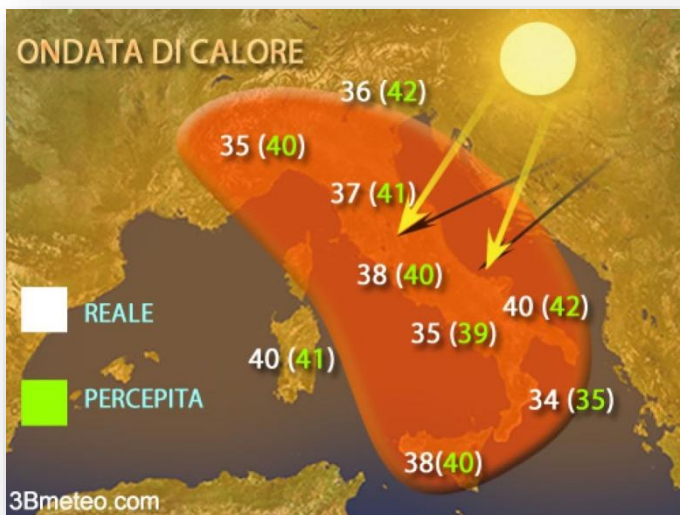 ONDATA DI CALORE
36 (42)
35 (40)
37 (41)
38 (40)
40 (42)
REALE
35 (39)
40 (41)
PERCEPITA
34 (35)
38(40)
3Bmeteo.com